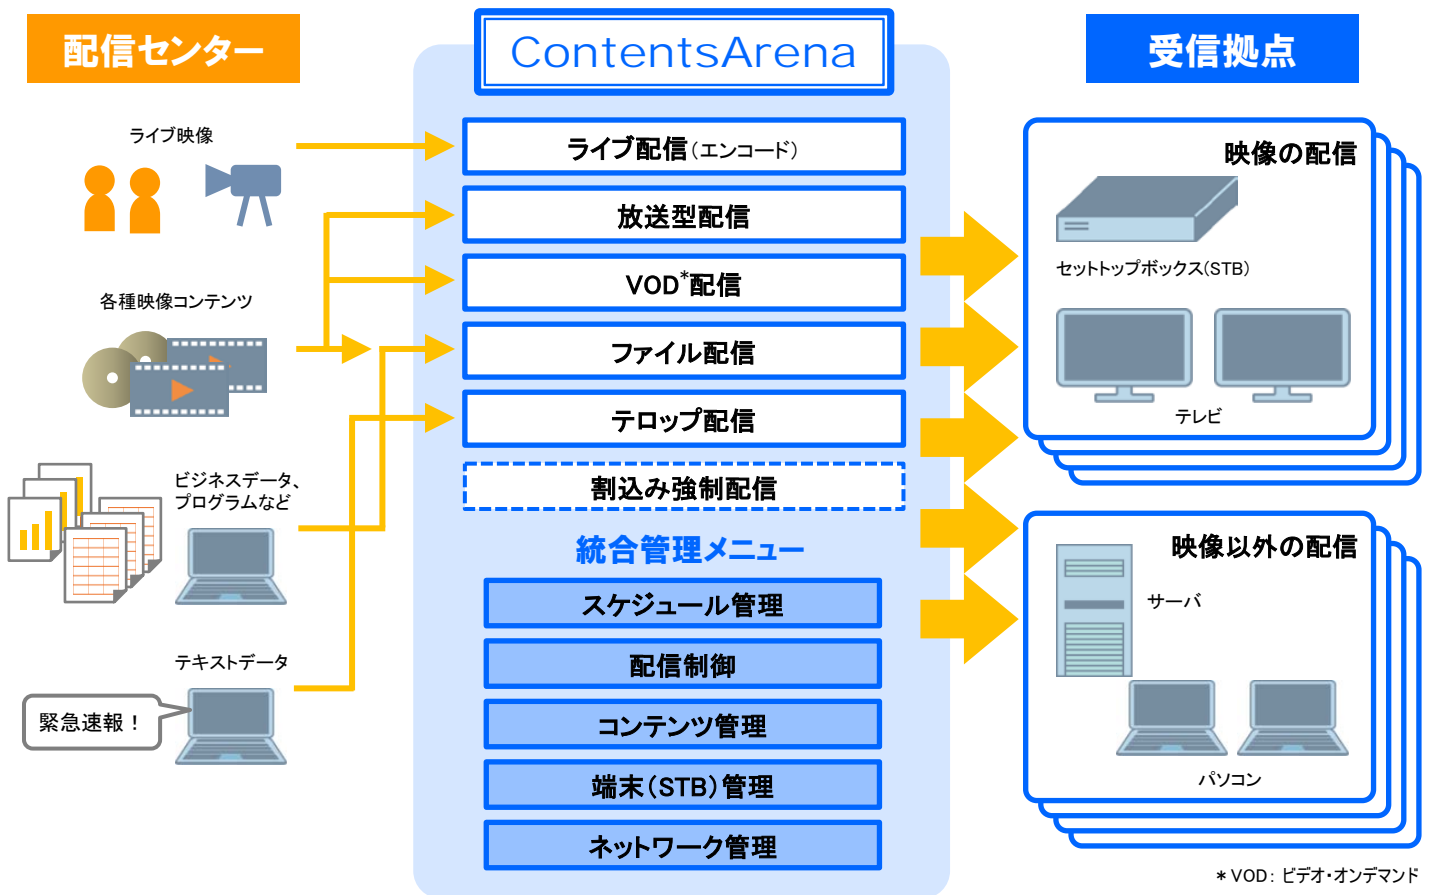 配信センター
ContentsArena
受信拠点
ライブ映像
各種映像コンテンツ
ビジネスデータ、
プログラムなど
テキストデータ
緊急速報！
ライブ配信（エンコード）
放送型配信
VOD*配信
ファイル配信
テロップ配信
割込み強制配信
統合管理メニュー
スケジュール管理
配信制御
コンテンツ管理
端末（STB）管理
ネットワーク管理
映像の配信
セットトップボックス(STB)
テレビ
映像以外の配信
サーバ
パソコン
* VOD： ビデオ・オンデマンド